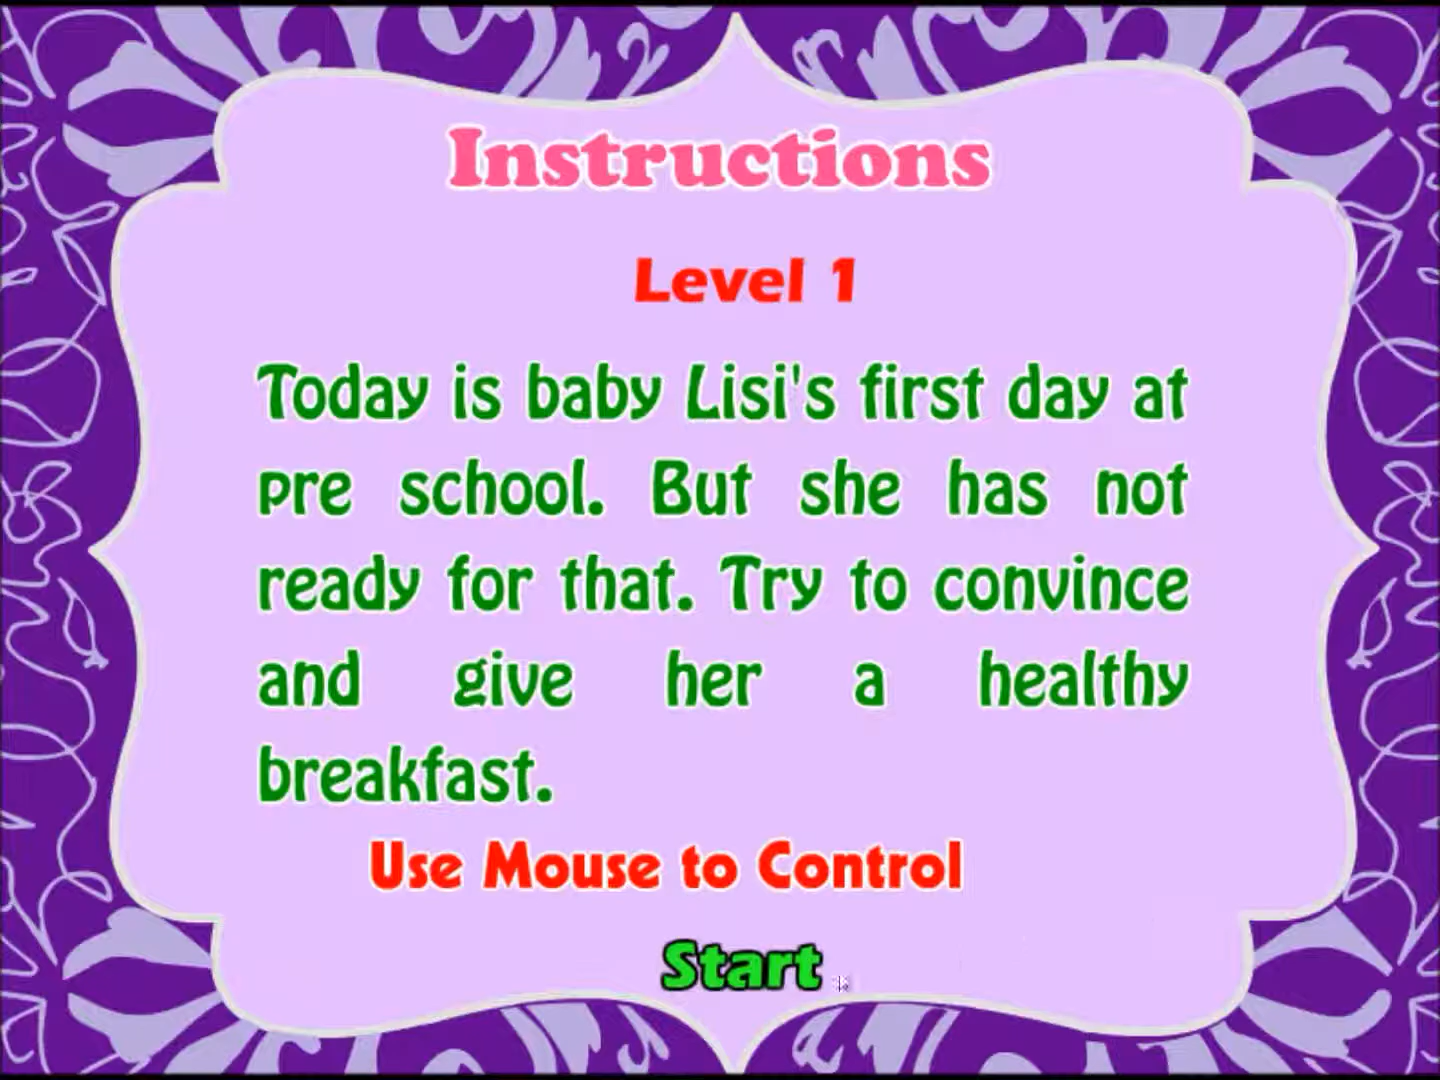 Instructions
Level 1
Today is baby Lisi's first day at
pre school. But she has not
ready for that. Try to convince
and give her a healthy
breakfast.
Use Mouse to Control
Start